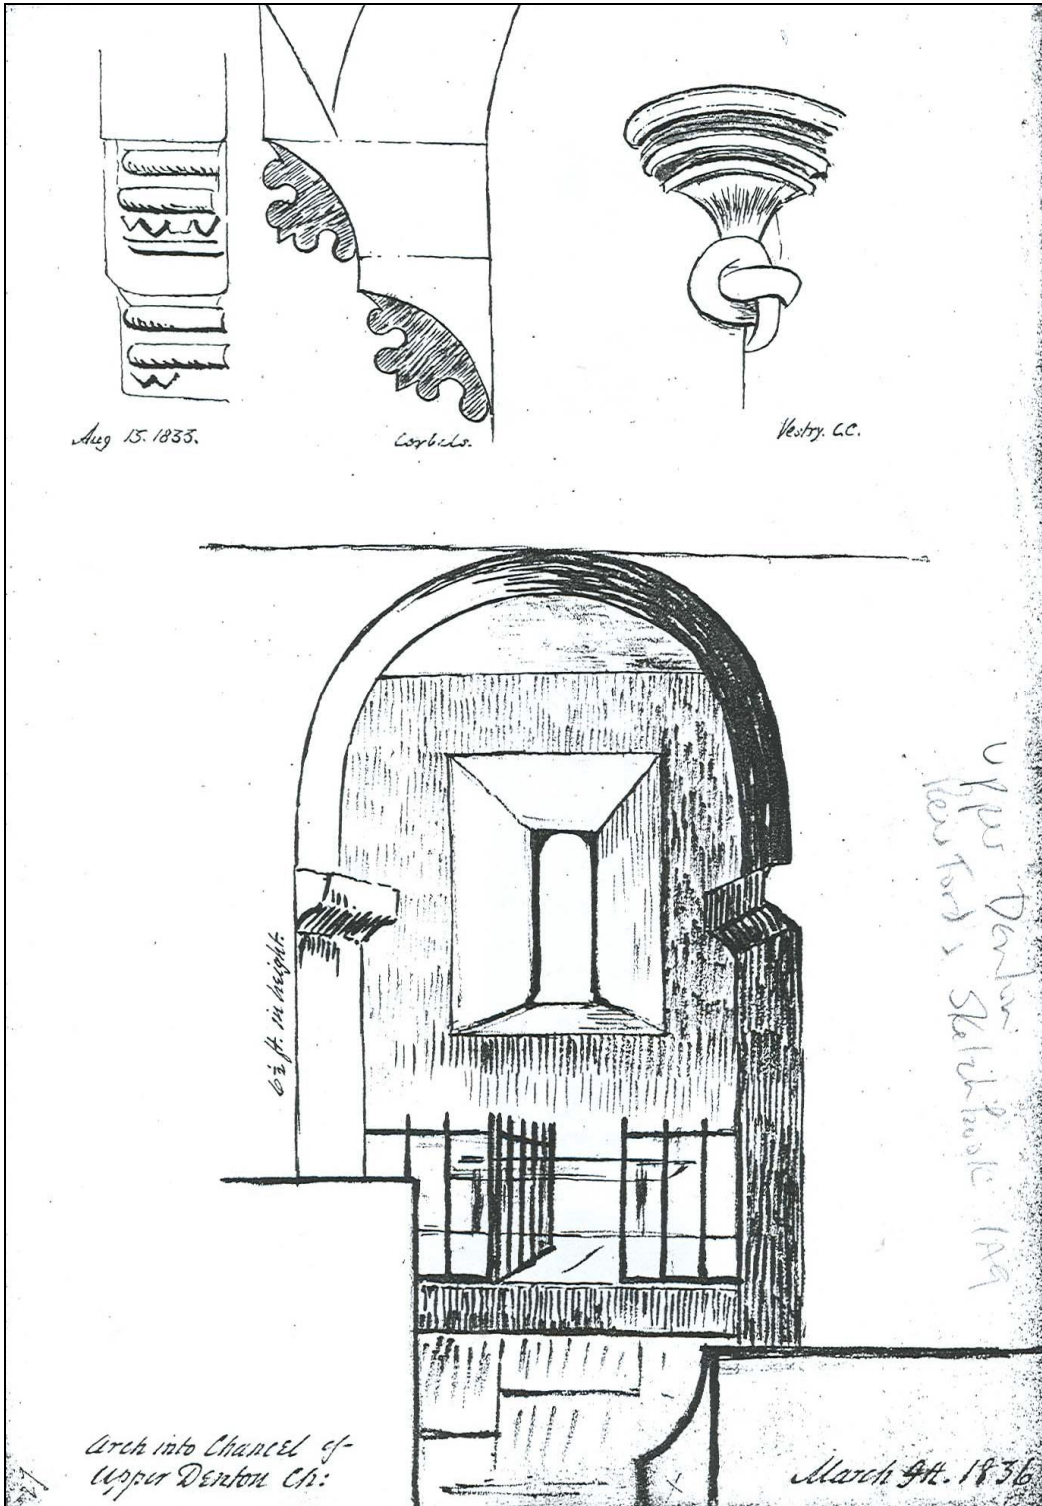 Aug 15. 1833.
Corbels.
Vestry. C.C.
6½ ft. in height.
Upper Denton
Sketchbook 1A9
Arch into Chancel of
Upper Denton Ch:
March 9th. 1836